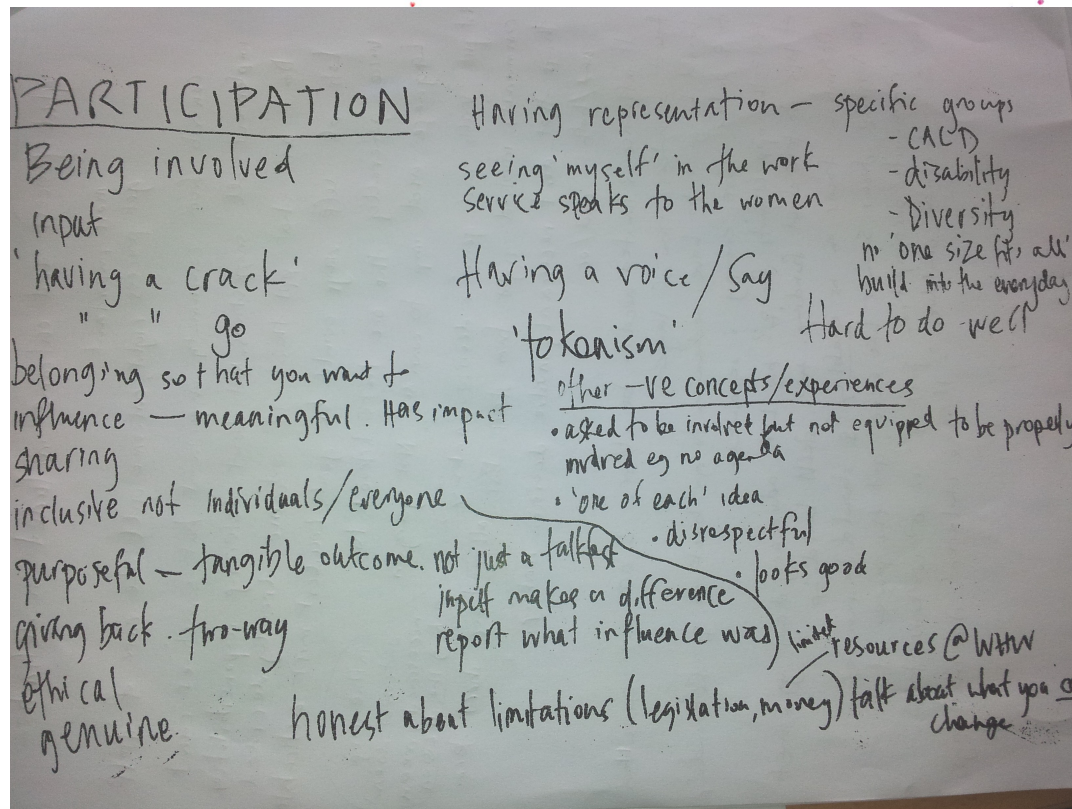 PARTICIPATION
Being involved
input
'having a crack'
" " go
belonging so that you want to
influence — meaningful. Has impact
sharing
inclusive not individuals/everyone
purposeful — tangible outcome. not just a talkfest
input makes a difference
report what influence was
giving back. two-way
ethical
genuine
honest about limitations (legislation, money) talk about what you
change
limited resources @ WHW
Having representation — specific groups
- CALD
- disability
- Diversity
no 'one size fits all'
build into the everyday
Hard to do well
seeing 'myself' in the work
service speaks to the women
Having a voice/say
'tokenism'
other -ve concepts/experiences
• asked to be involved but not equipped to be properly
involved eg no agenda
• 'one of each' idea
• disrespectful
• looks good